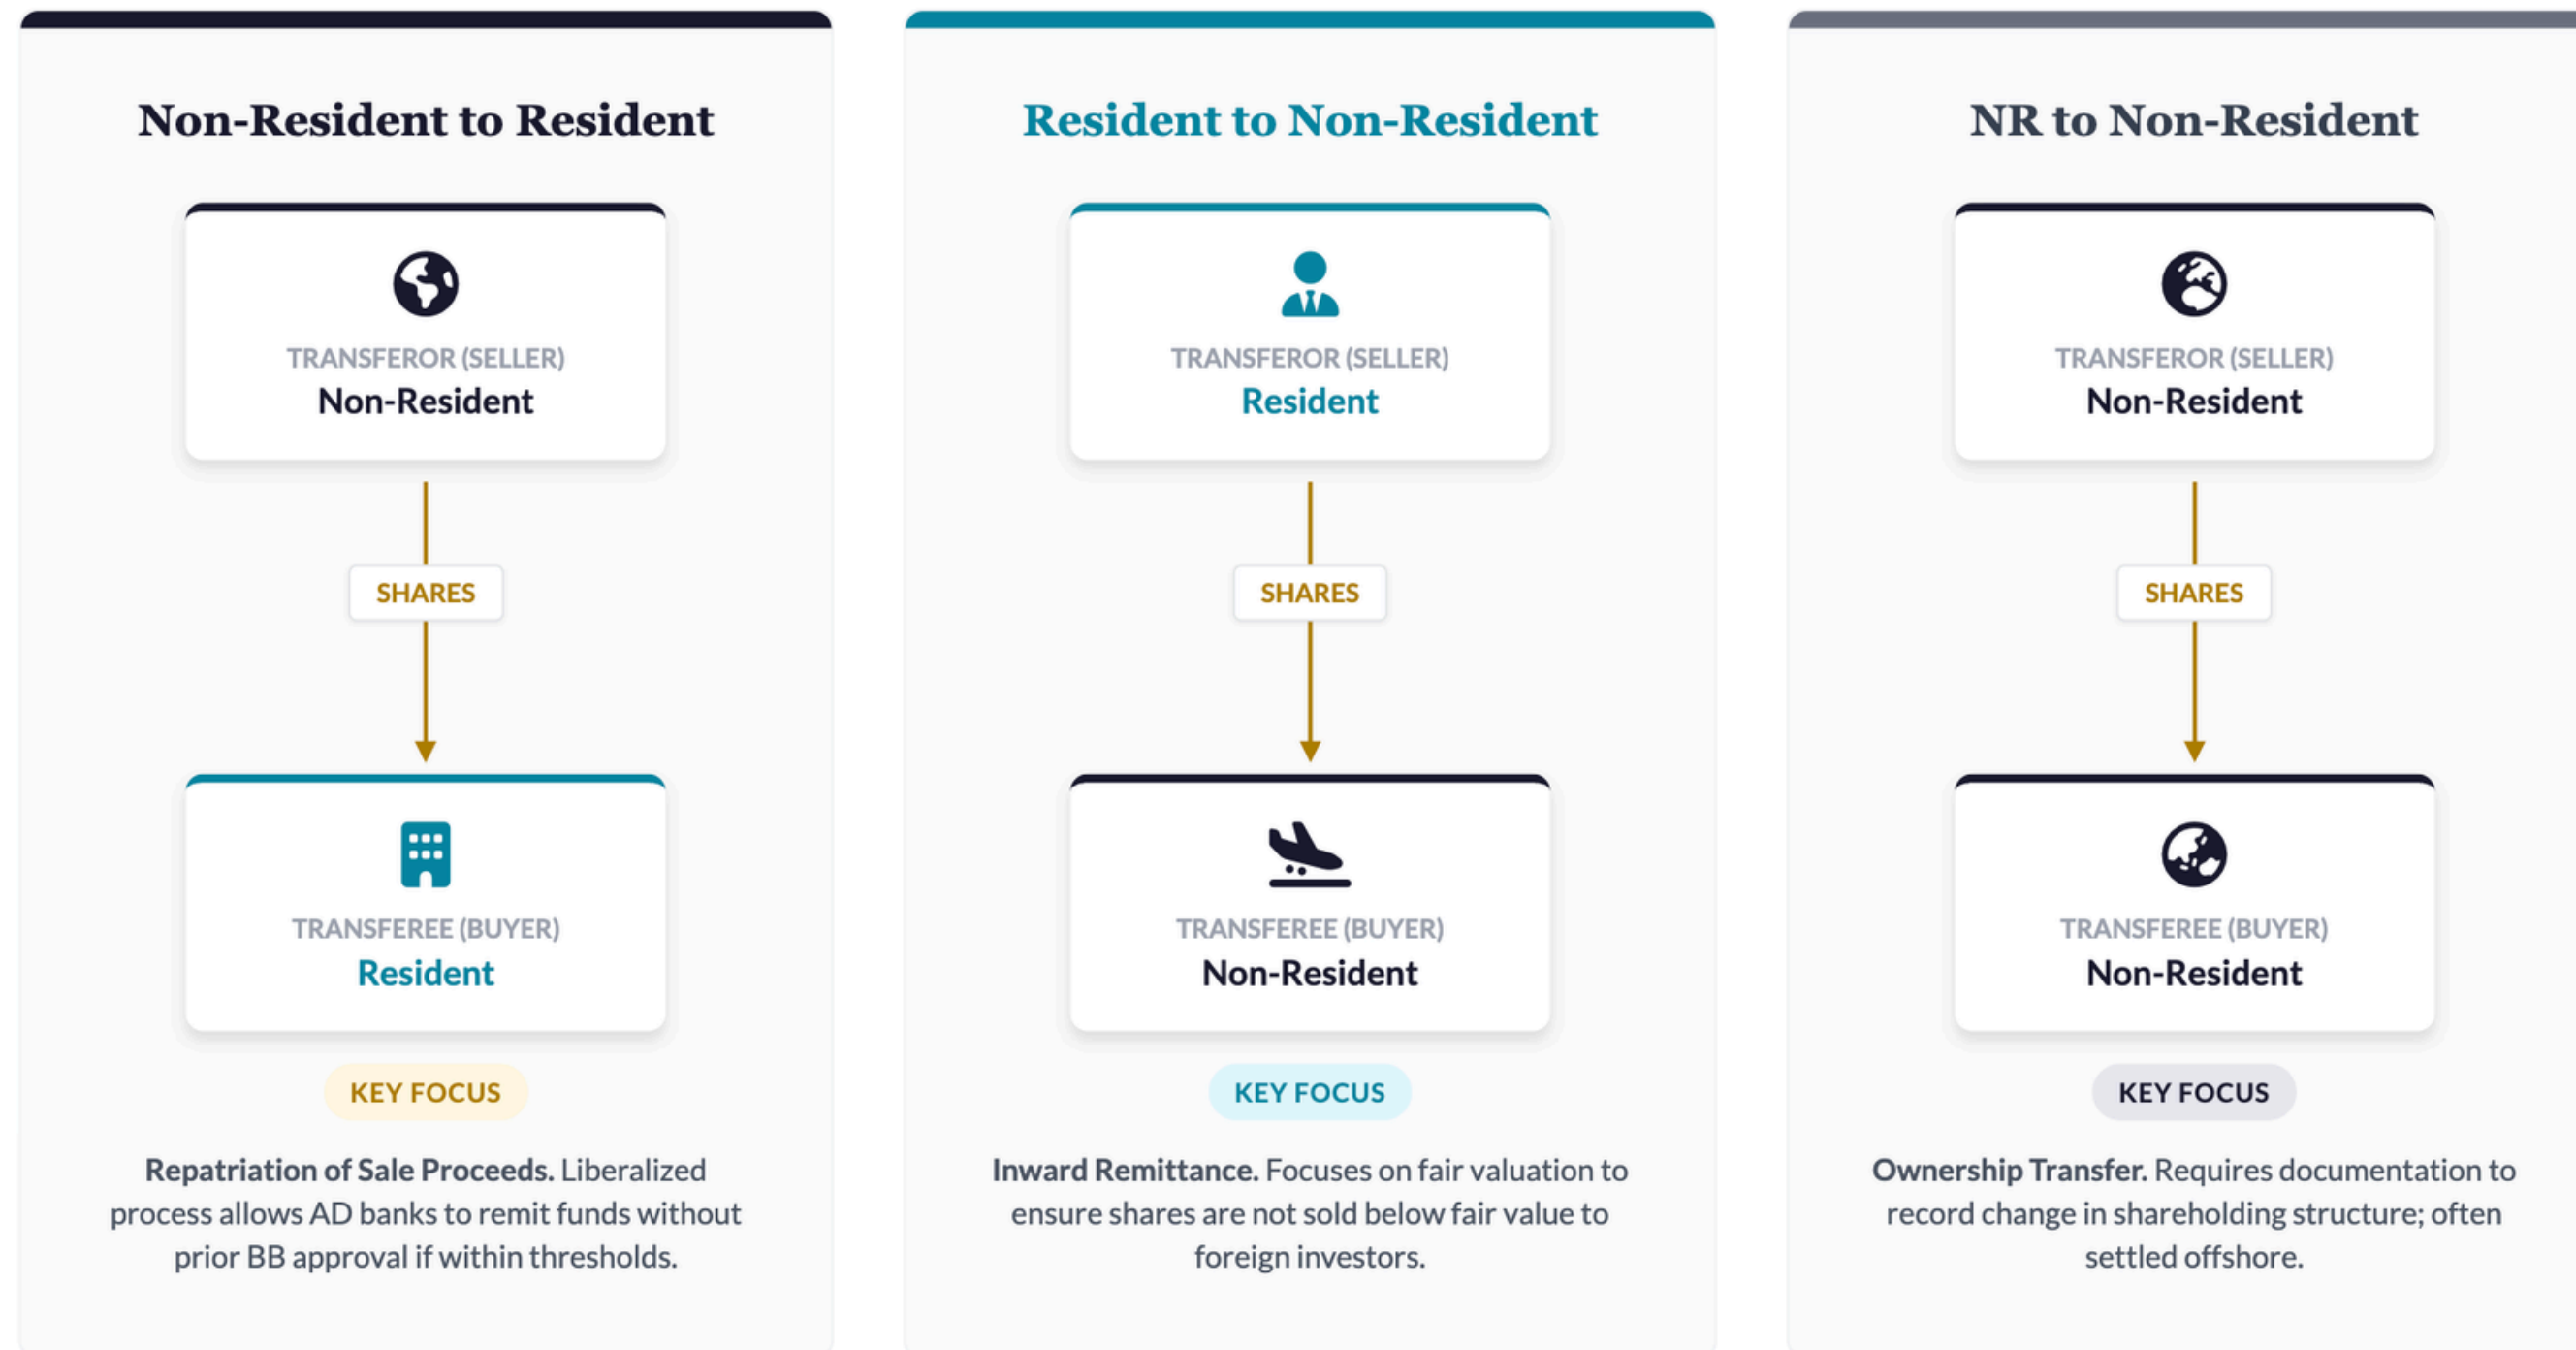 Non-Resident to Resident
TRANSFEROR (SELLER)
Non-Resident
SHARES
TRANSFEREE (BUYER)
Resident
KEY FOCUS
Repatriation of Sale Proceeds. Liberalized
process allows AD banks to remit funds without
prior BB approval if within thresholds.
Resident to Non-Resident
TRANSFEROR (SELLER)
Resident
SHARES
TRANSFEREE (BUYER)
Non-Resident
KEY FOCUS
Inward Remittance. Focuses on fair valuation to
ensure shares are not sold below fair value to
foreign investors.
NR to Non-Resident
TRANSFEROR (SELLER)
Non-Resident
SHARES
TRANSFEREE (BUYER)
Non-Resident
KEY FOCUS
Ownership Transfer. Requires documentation to
record change in shareholding structure; often
settled offshore.